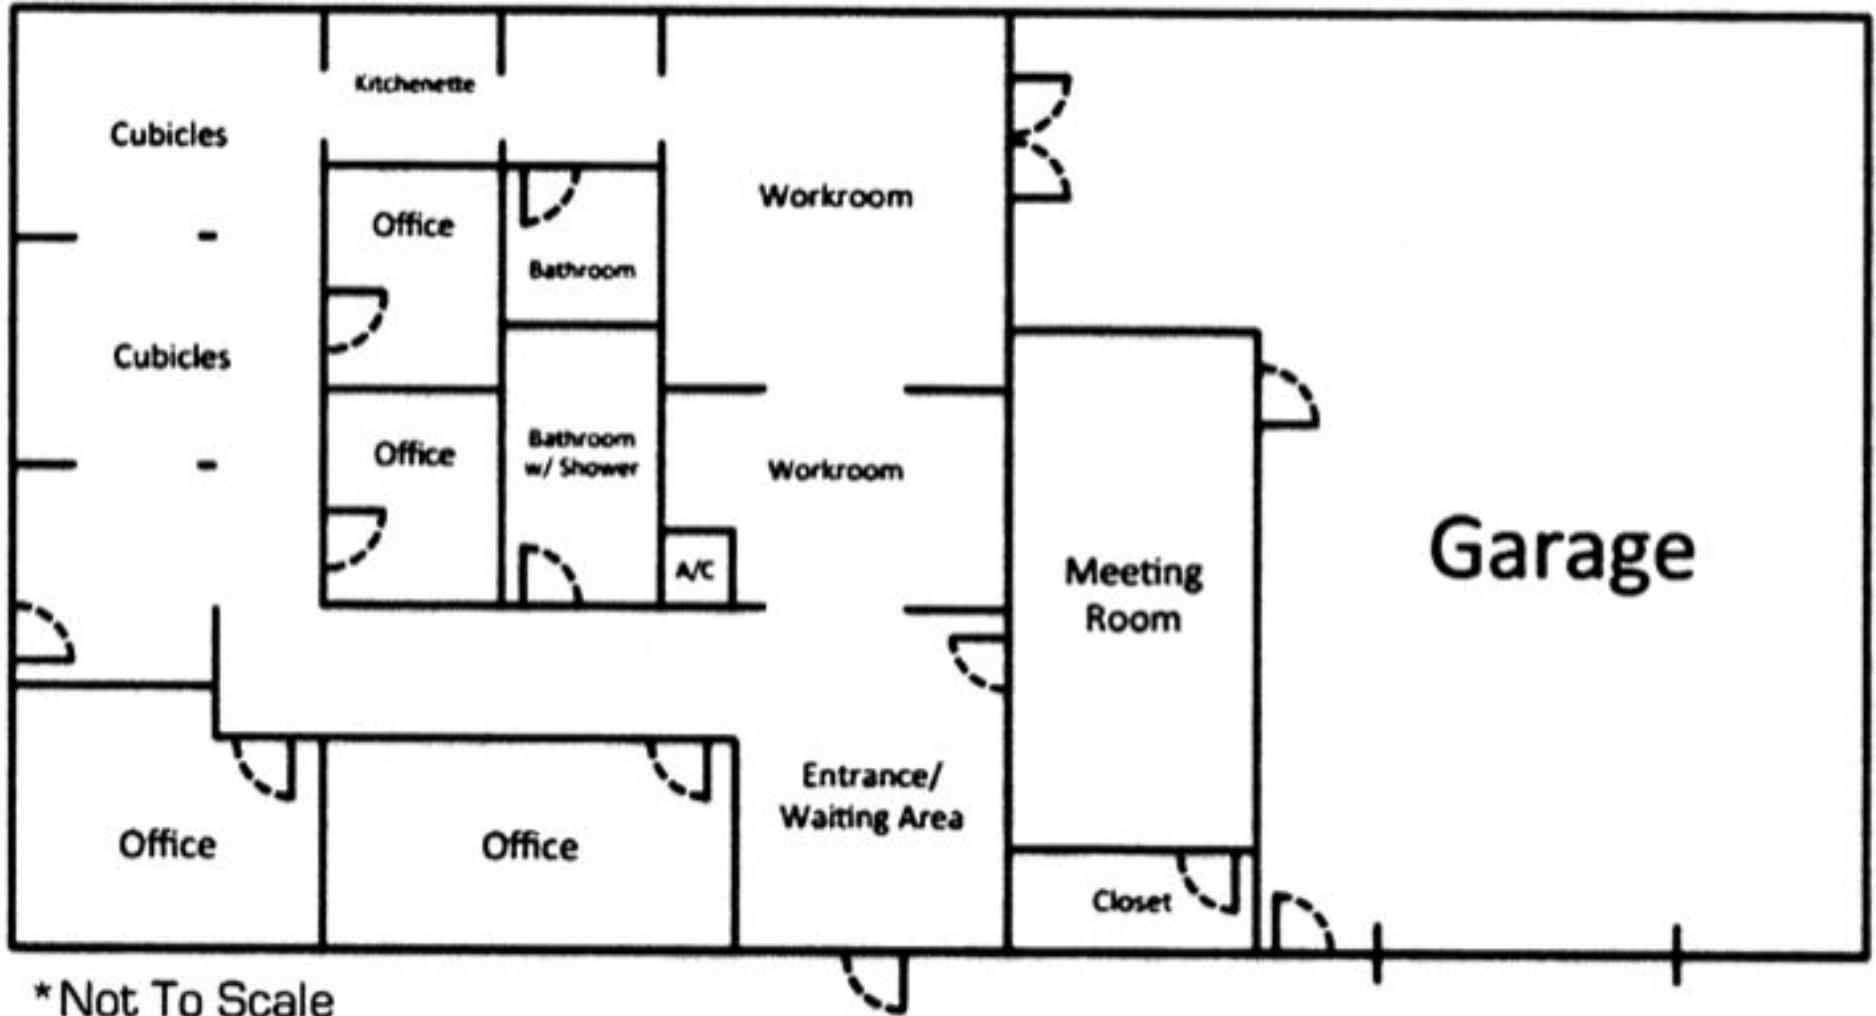 Kitchenette
Cubicles
Workroom
Office
Bathroom
Cubicles
Office
Bathroom
w/ Shower
Workroom
A/C
Meeting
Room
Garage
Entrance/
Waiting Area
Office
Office
Closet
*Not To Scale